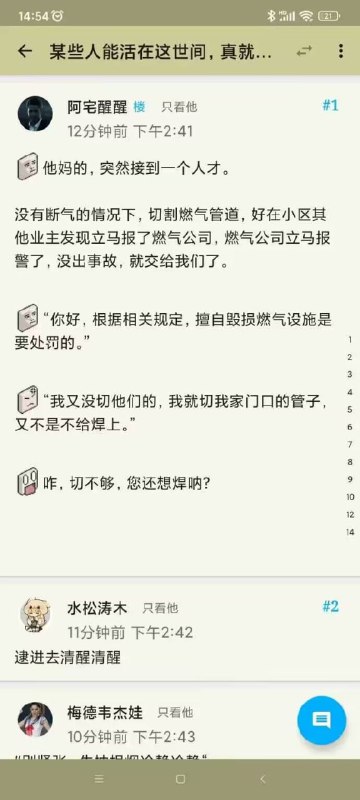 14:54
21
某些人能活在这世间，真就...
阿宅醒醒 楼 只看他 #1
12分钟前 下午2:41
他妈的，突然接到一个人才。
没有断气的情况下，切割燃气管道，好在小区其
他业主发现立马报了燃气公司，燃气公司立马报
警了，没出事故，就交给我们了。
“你好，根据相关规定，擅自毁损燃气设施是
要处罚的。”
“我又没切他们的，我就切我家门口的管子，
又不是不给焊上。”
咋，切不够，您还想焊呐？
1
2
3
4
5
6
7
8
9
10
12
14
水松涛木 只看他 #2
11分钟前 下午2:42
逮进去清醒清醒
梅德韦杰娃 只看他
10分钟前 下午2:43